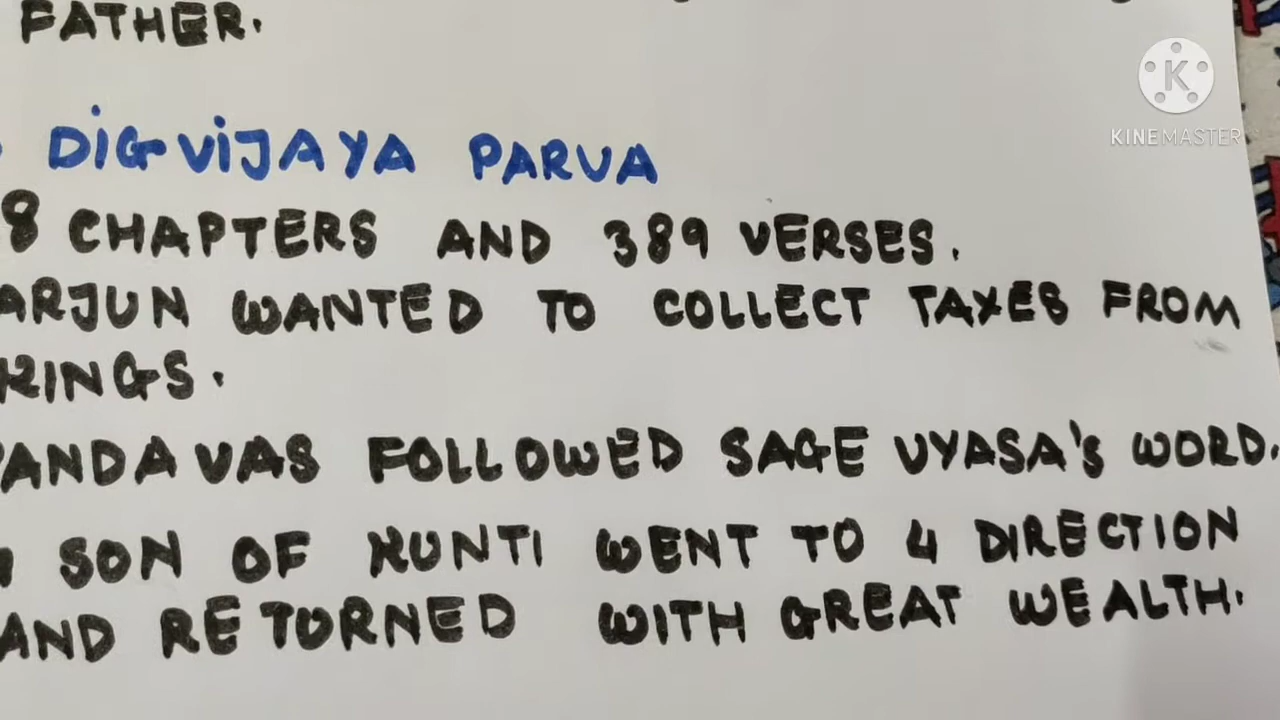 FATHER.
DIGVIJAYA PARVA
8 CHAPTERS AND 389 VERSES.
ARJUN WANTED TO COLLECT TAXES FROM
KINGS.
PANDAVAS FOLLOWED SAGE VYASA'S WORD.
SON OF KUNTI WENT TO 4 DIRECTION
AND RETORNED WITH GREAT WEALTH.
K
KINEMASTER